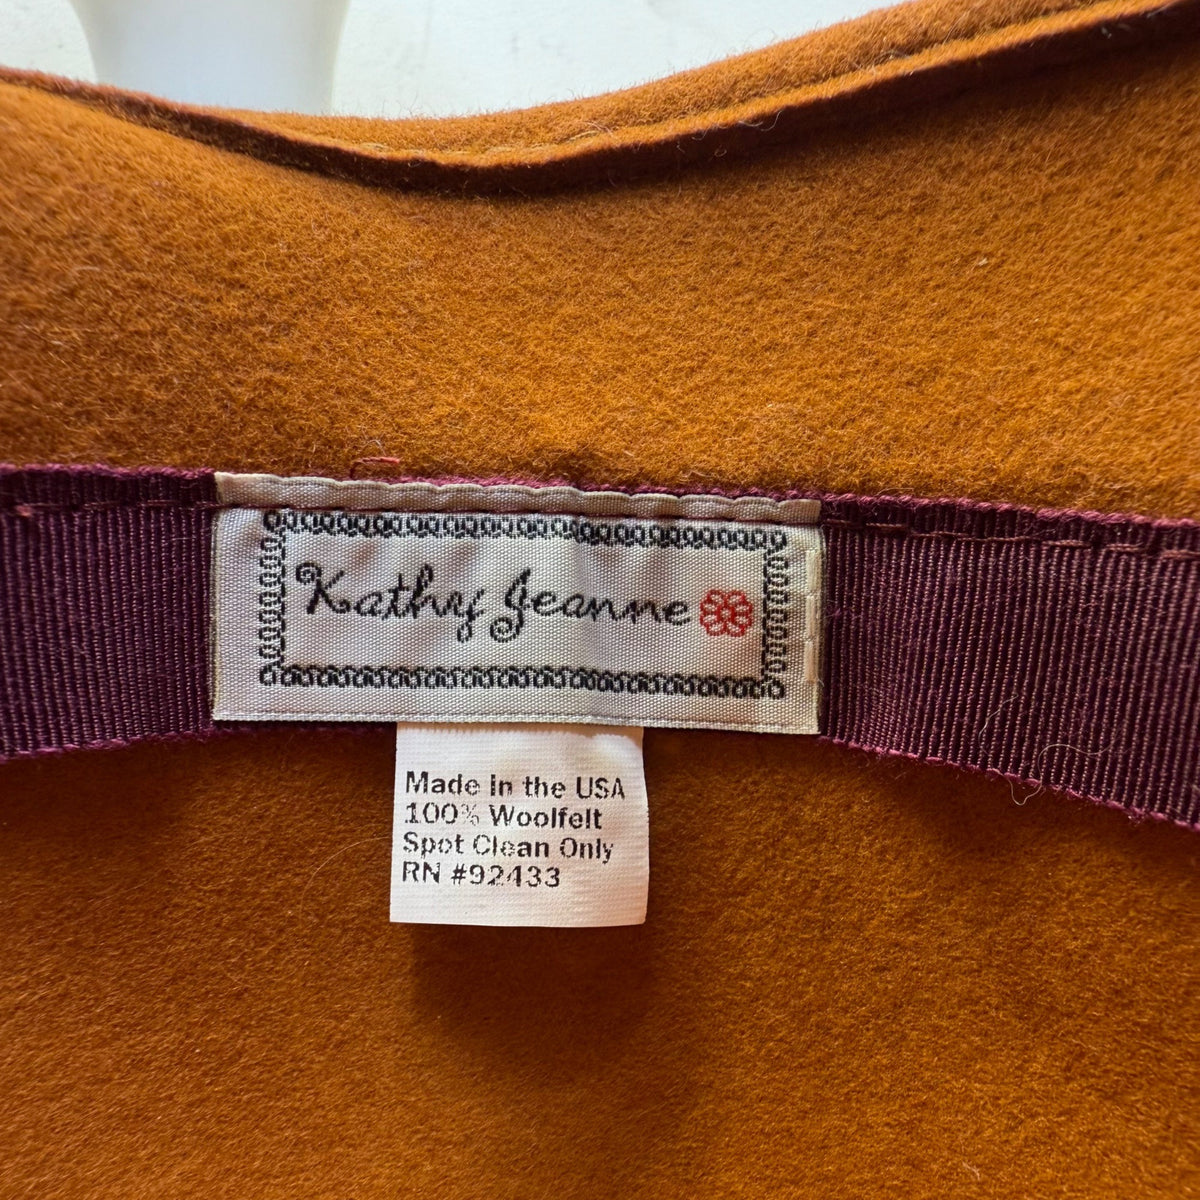 Kathy Jeanne
Made in the USA
100% Woolfelt
Spot Clean Only
RN #92433